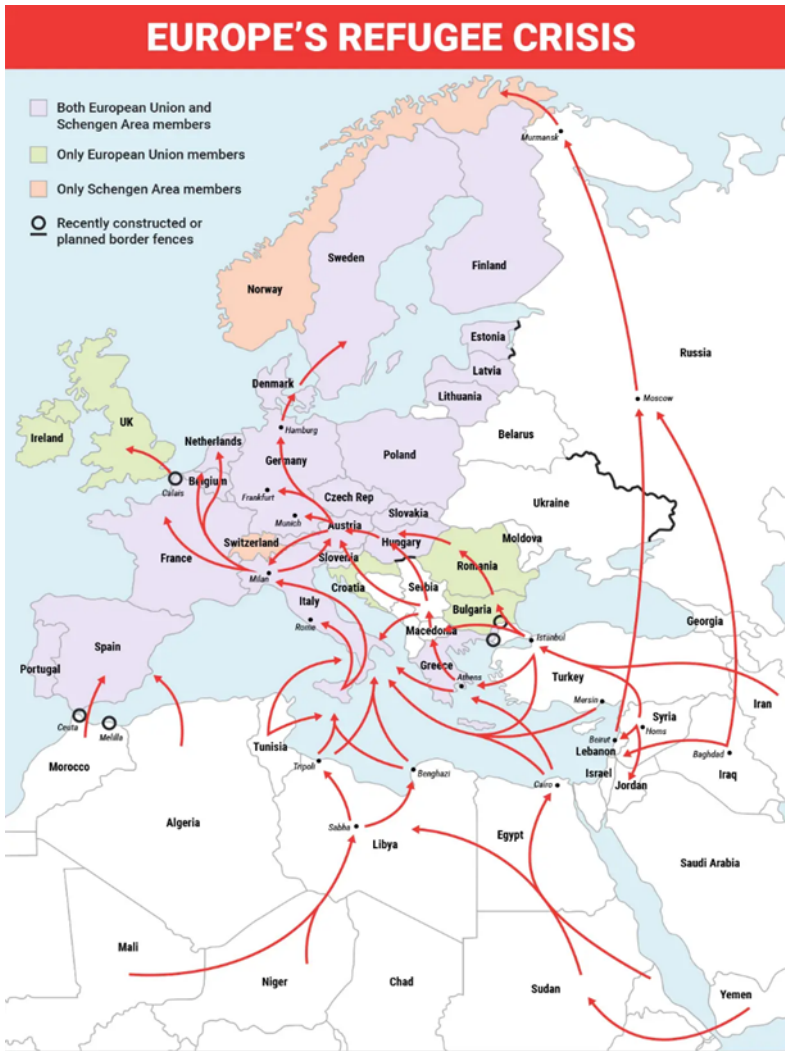 EUROPE'S REFUGEE CRISIS
Both European Union and
Schengen Area members
Only European Union members
Only Schengen Area members
Recently constructed or
planned border fences
Murmansk
Sweden
Finland
Norway
Estonia
Russia
Latvia
Denmark
Lithuania
Moscow
UK
Ireland
Netherlands
Hamburg
Belarus
Germany
Poland
Belgium
Calais
Frankfurt
Czech Rep
Ukraine
Slovakia
Munich
Austria
Switzerland
Hungary
Moldova
France
Slovenia
Romania
Milan
Croatia
Serbia
Italy
Bulgaria
Rome
Macedonia
Istanbul
Georgia
Spain
Portugal
Greece
Athens
Turkey
Mersin
Iran
Ceuta
Melilla
Syria
Homs
Beirut
Lebanon
Baghdad
Tunisia
Morocco
Tripoli
Benghazi
Israel
Iraq
Cairo
Jordan
Algeria
Sabha
Libya
Egypt
Saudi Arabia
Mali
Niger
Chad
Sudan
Yemen